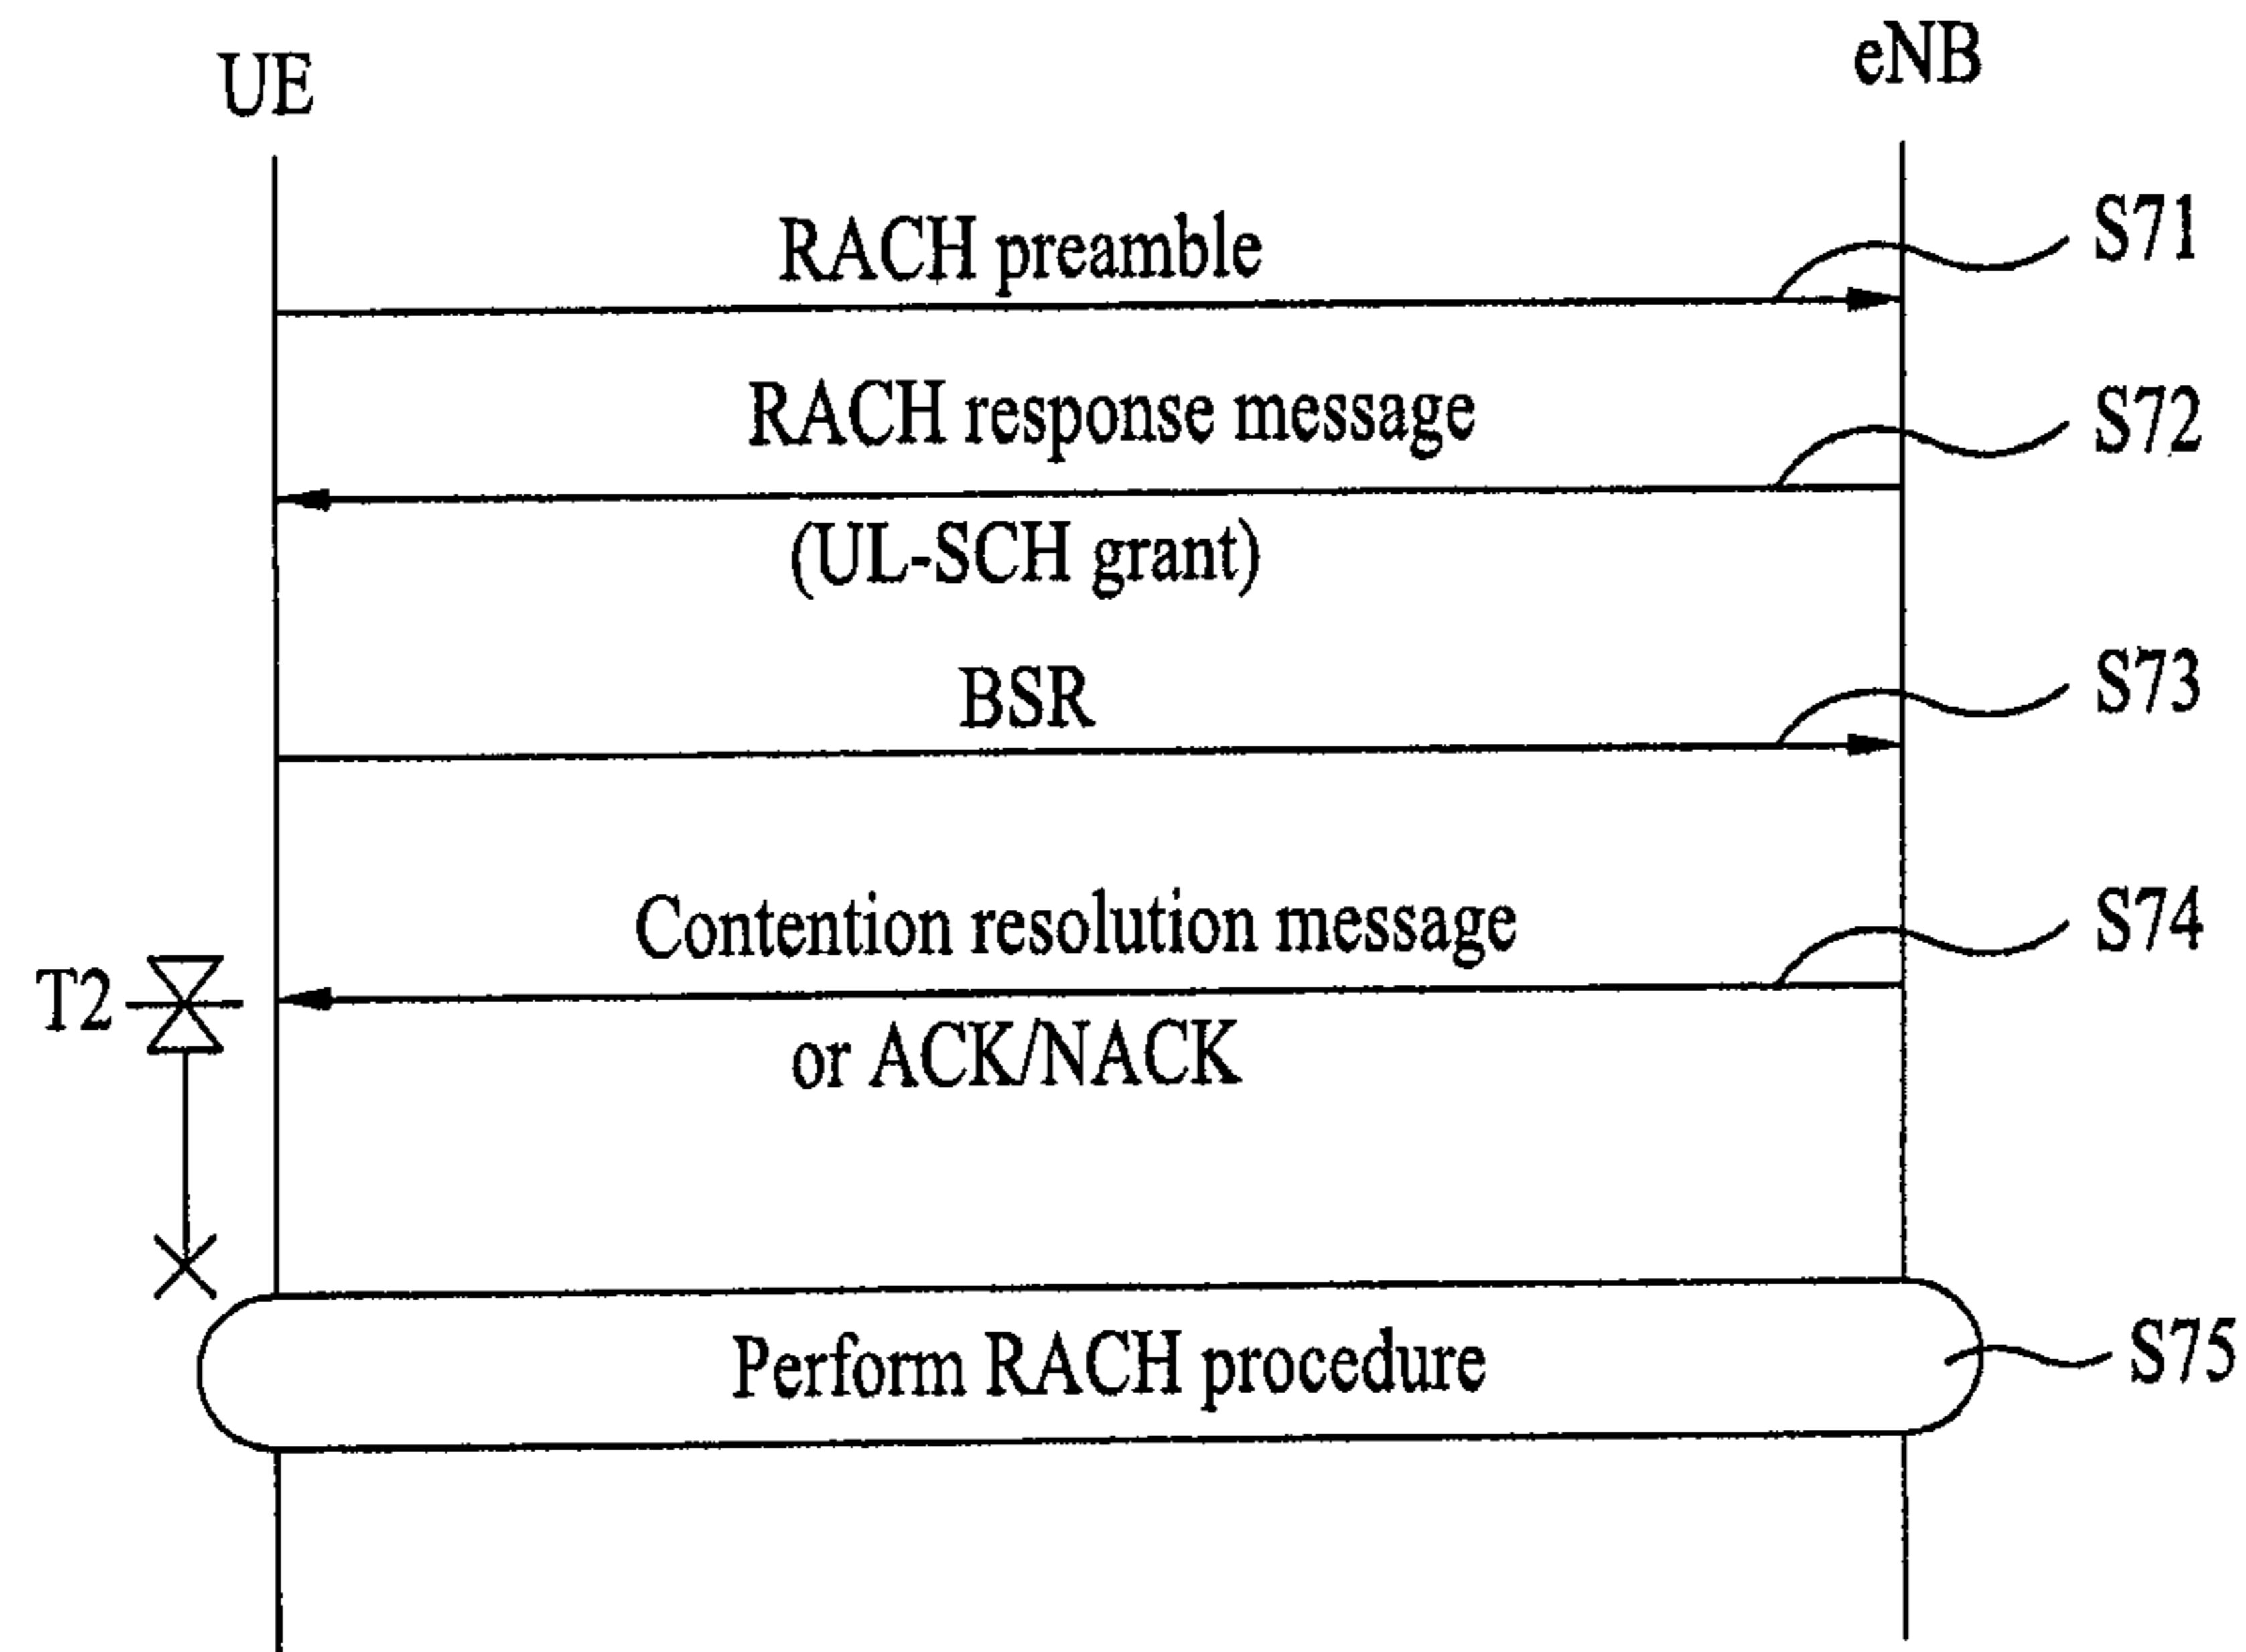 UE
eNB
RACH preamble
S71
RACH response message
S72
(UL-SCH grant)
BSR
S73
Contention resolution message
S74
T2
or ACK/NACK
Perform RACH procedure
S75